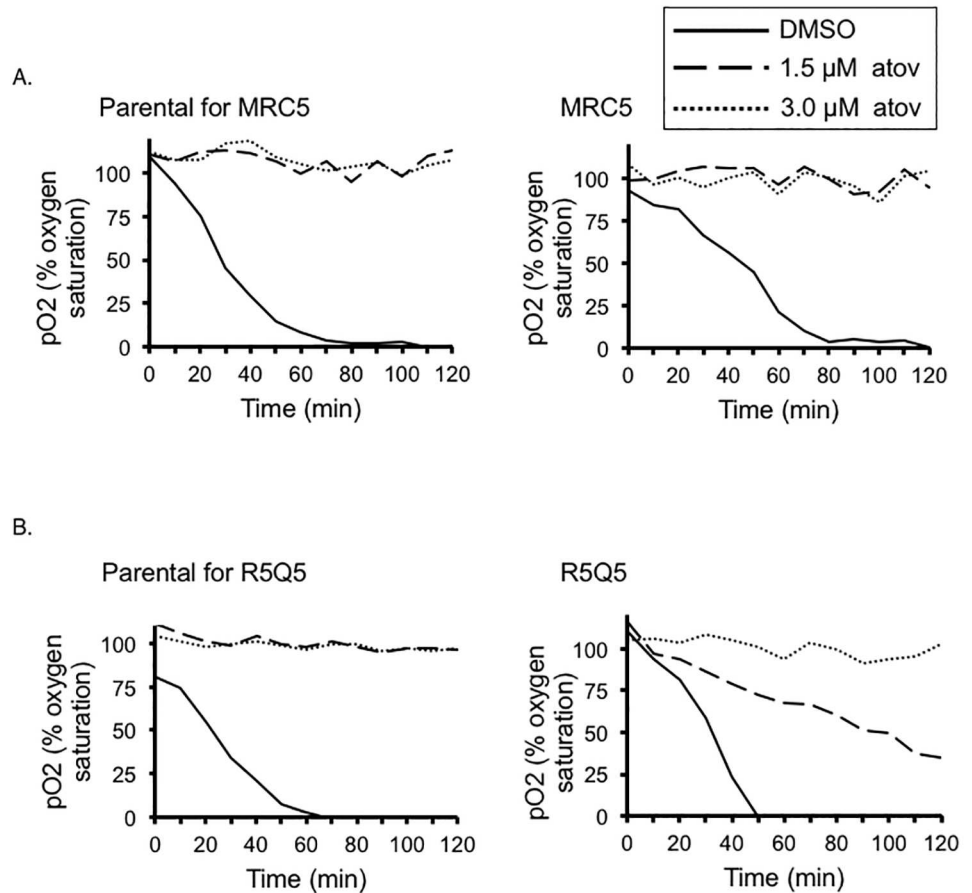 DMSO
1.5 µM atov
3.0 µM atov
A.
Parental for MRC5
MRC5
pO2 (% oxygen
saturation)
100
75
50
25
0
0 20 40 60 80 100 120
Time (min)
pO2 (% oxygen
saturation)
100
75
50
25
0
0 20 40 60 80 100 120
Time (min)
B.
Parental for R5Q5
R5Q5
pO2 (% oxygen
saturation)
100
75
50
25
0
0 20 40 60 80 100 120
Time (min)
pO2 (% oxygen
saturation)
100
75
50
25
0
0 20 40 60 80 100 120
Time (min)